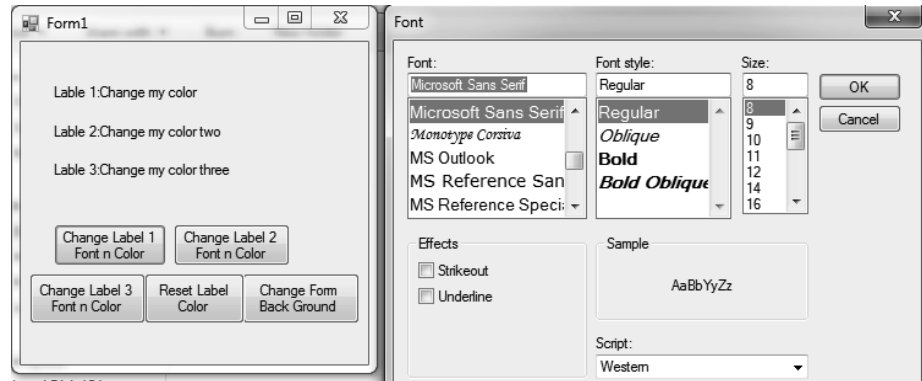 Form1
Lable 1:Change my color
Lable 2:Change my color two
Lable 3:Change my color three
Change Label 1
Font n Color
Change Label 2
Font n Color
Change Label 3
Font n Color
Reset Label
Color
Change Form
Back Ground
Font
Font:
Microsoft Sans Serif
Microsoft Sans Serif
Monotype Corsiva
MS Outlook
MS Reference San
MS Reference Speci
Font style:
Regular
Regular
Oblique
Bold
Bold Oblique
Size:
8
8
9
10
11
12
14
16
OK
Cancel
Effects
Strikeout
Underline
Sample
AaBbYyZz
Script:
Western